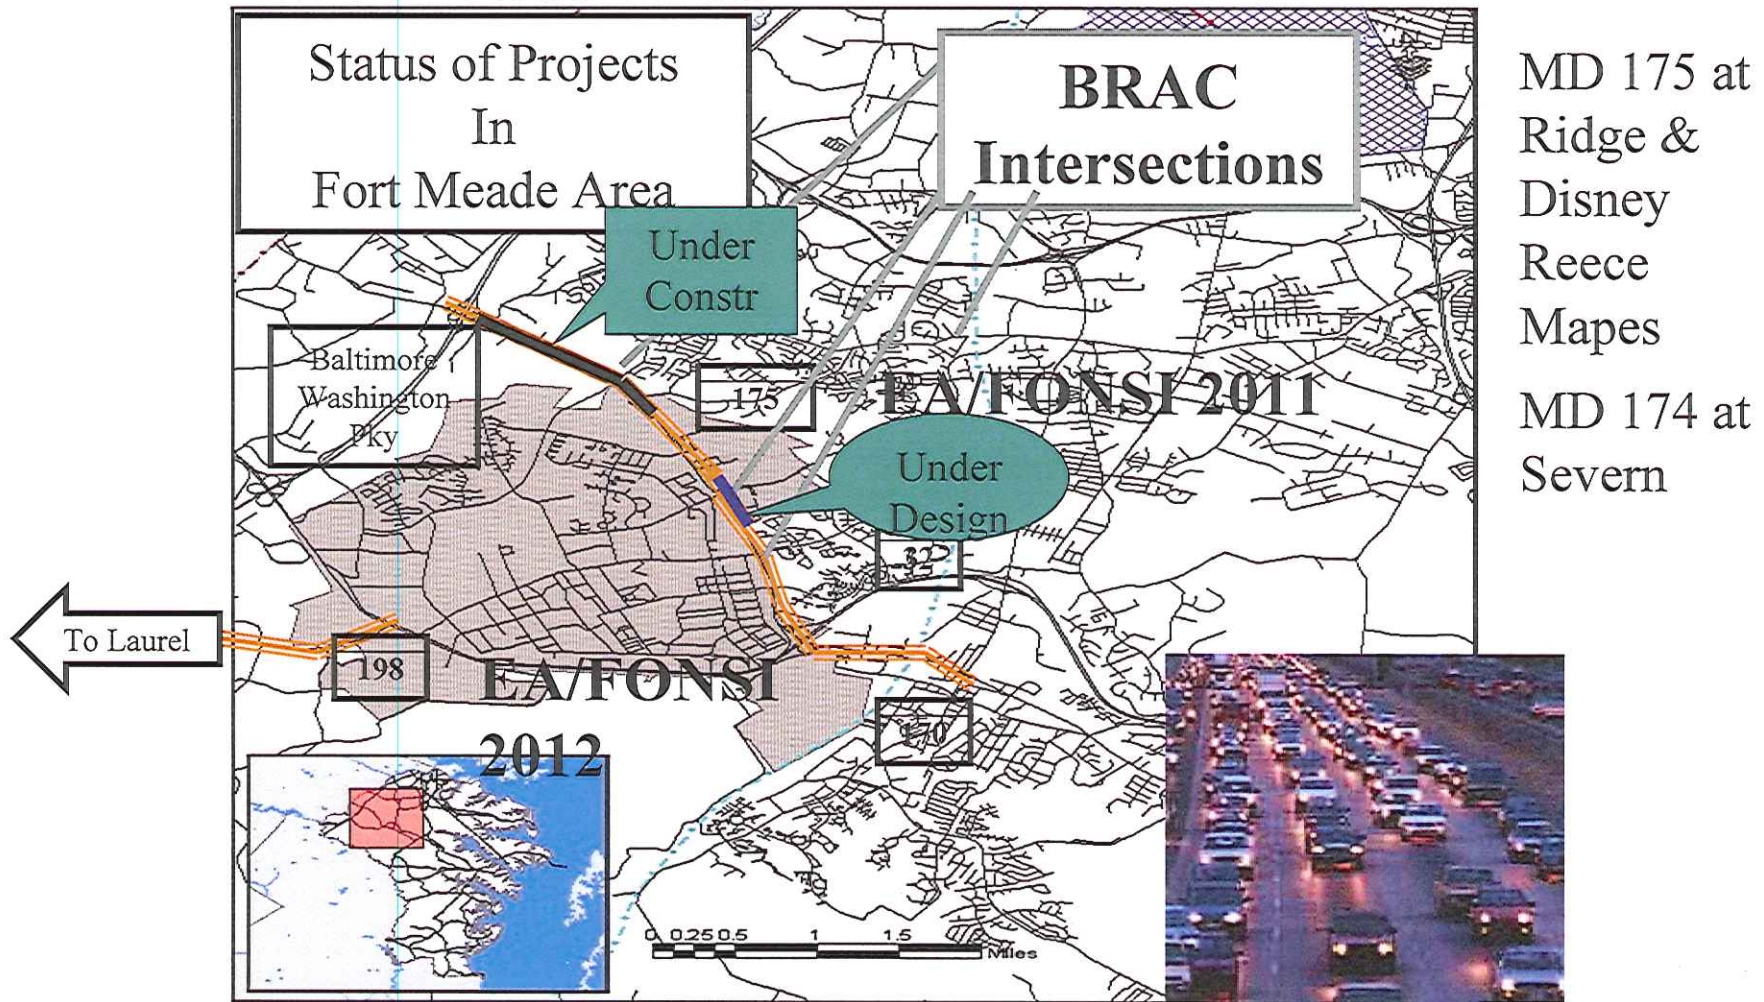 Status of Projects
In
Fort Meade Area
BRAC
Intersections
MD 175 at
Ridge &
Disney
Reece
Mapes
MD 174 at
Severn
Under
Constr
Baltimore
Washington
Pky
175
EA/FONSI 2011
Under
Design
32
To Laurel
198
EA/FONSI
2012
170
0 0.25 0.5 1 1.5
Miles